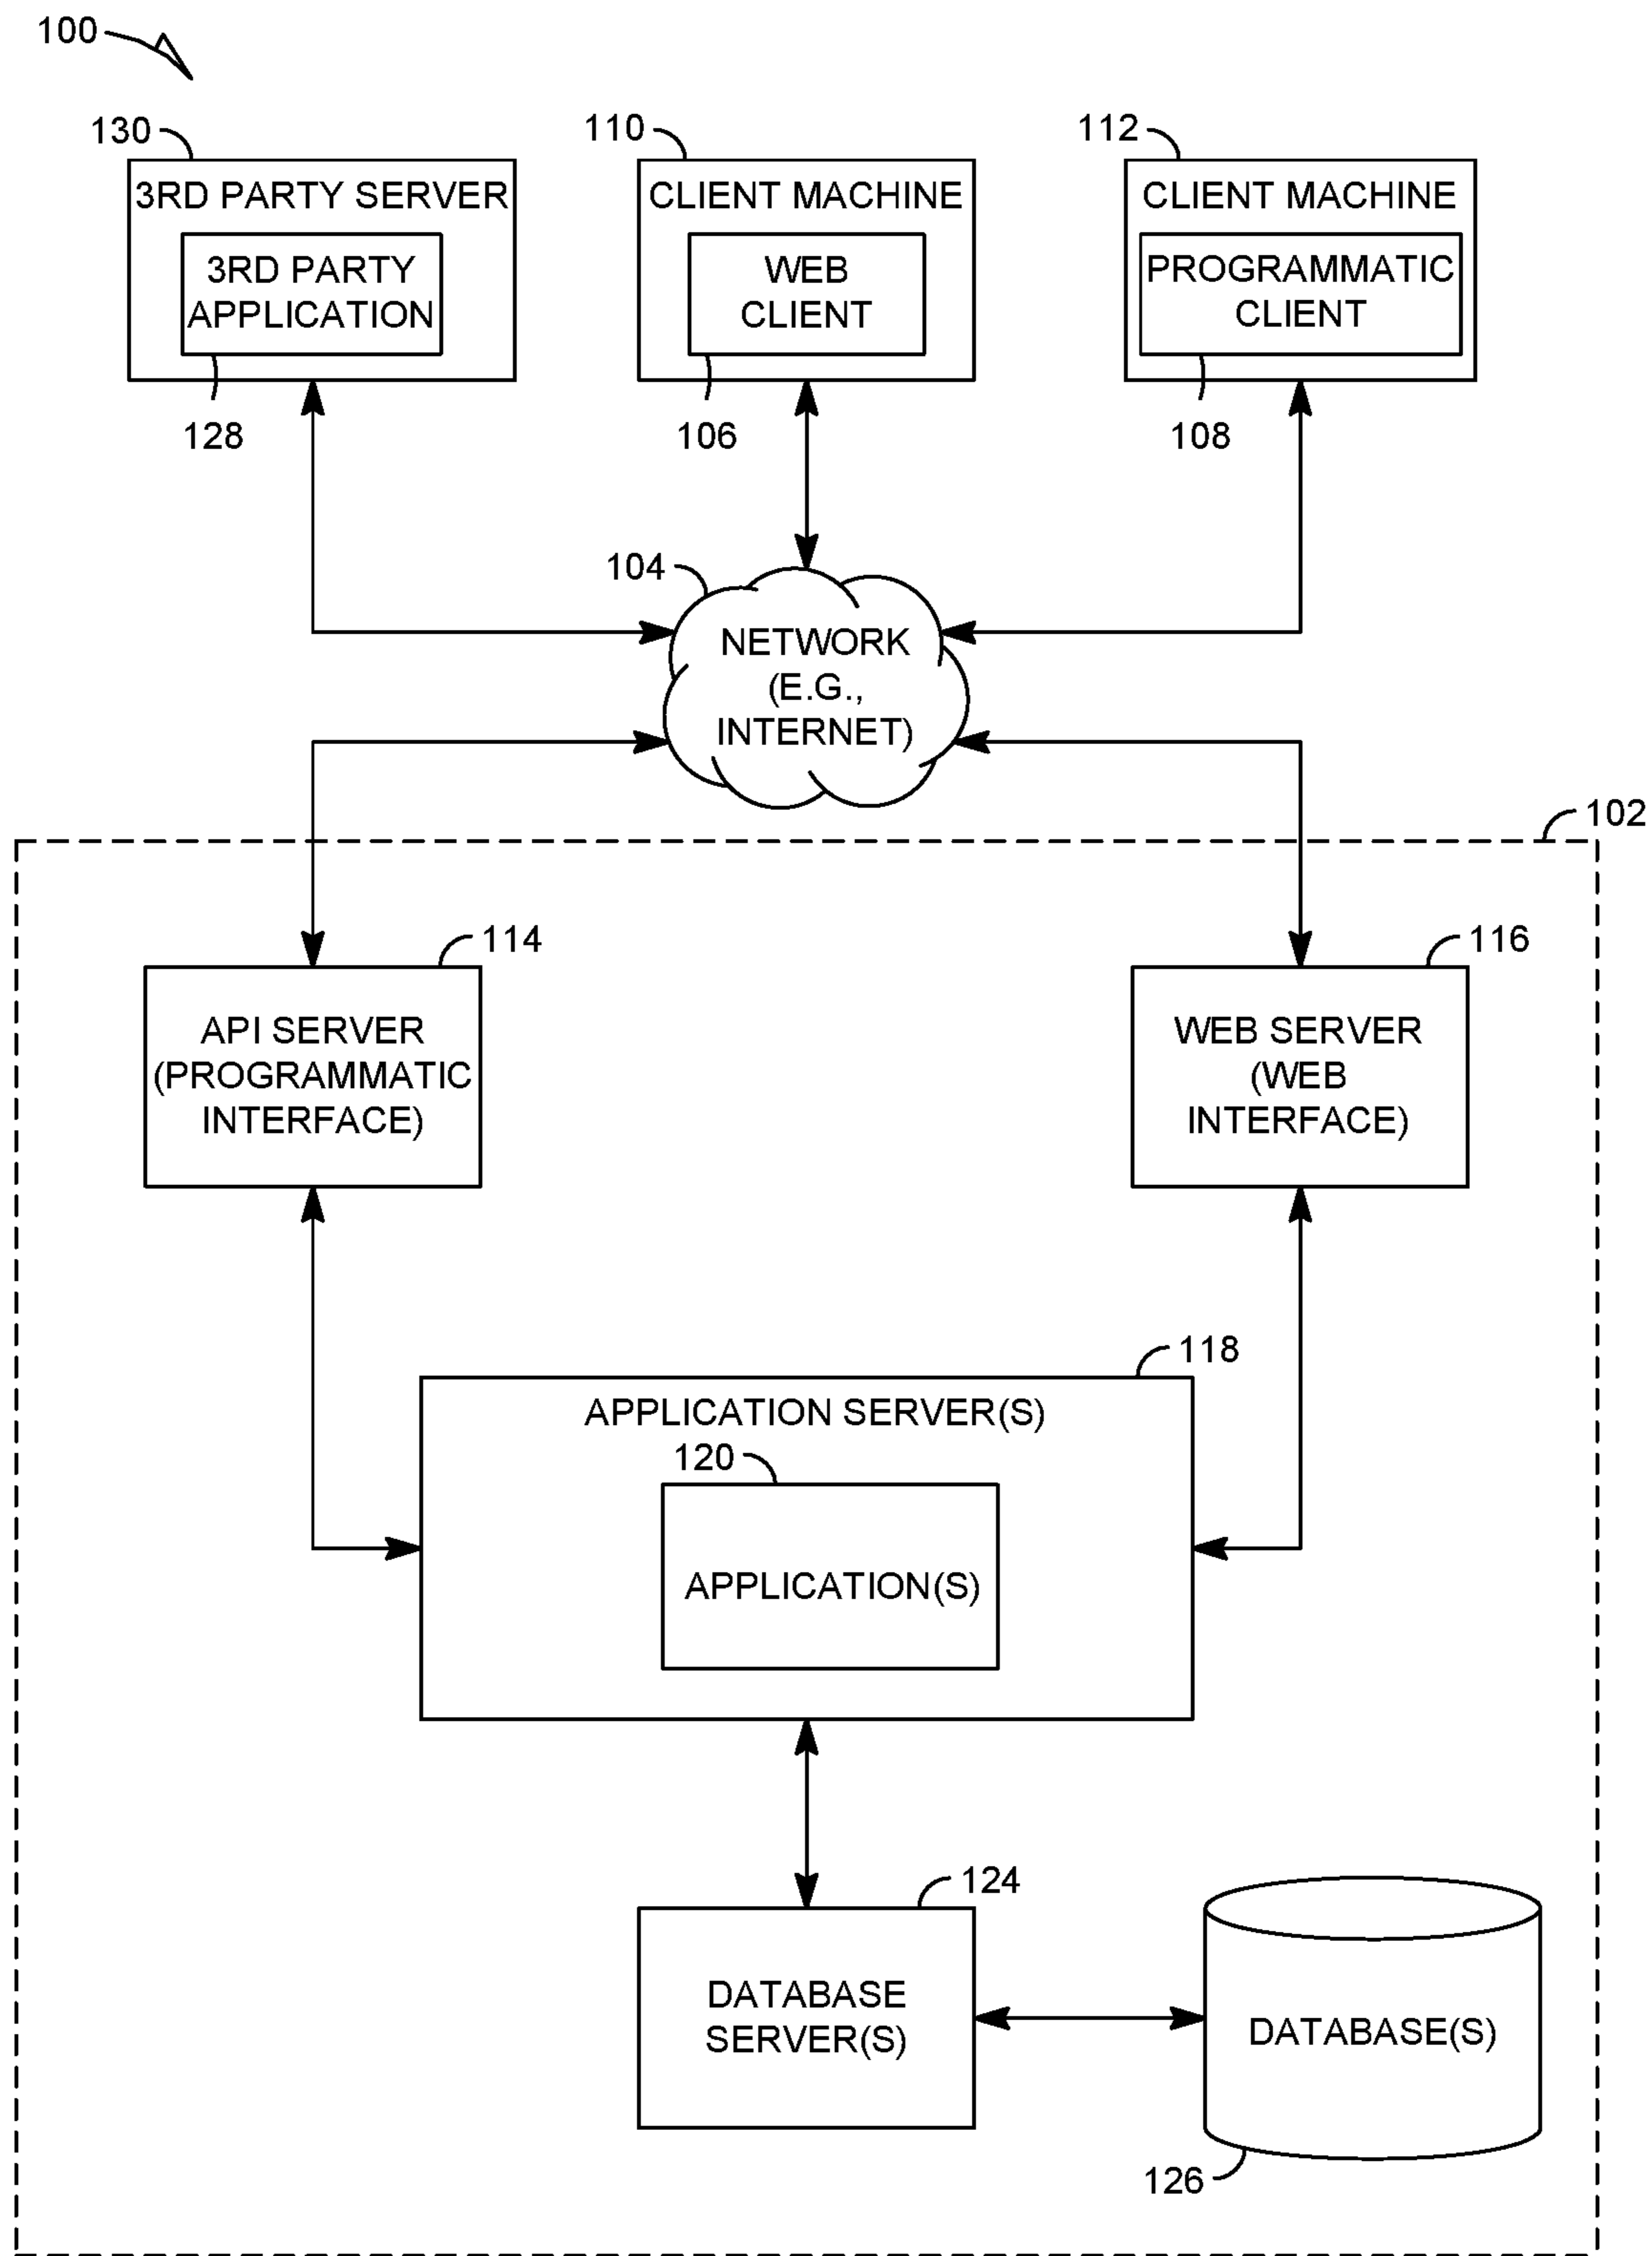 100
130
110
112
3RD PARTY SERVER
3RD PARTY
APPLICATION
128
CLIENT MACHINE
WEB
CLIENT
106
CLIENT MACHINE
PROGRAMMATIC
CLIENT
108
104
NETWORK
(E.G.,
INTERNET)
102
114
API SERVER
(PROGRAMMATIC
INTERFACE)
116
WEB SERVER
(WEB
INTERFACE)
118
APPLICATION SERVER(S)
120
APPLICATION(S)
124
DATABASE
SERVER(S)
DATABASE(S)
126